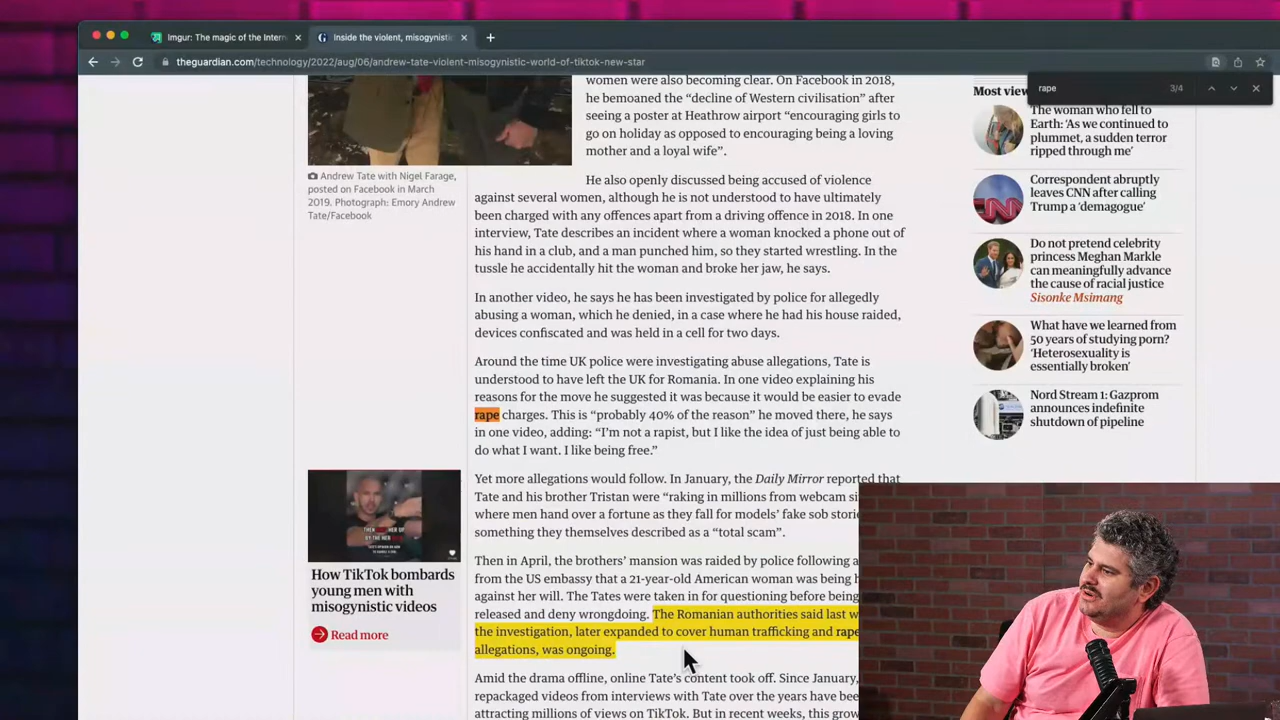 Imgur: The magic of the Intern
Inside the violent, misogynistic
theguardian.com/technology/2022/aug/06/andrew-tate-violent-misogynistic-world-of-tiktok-new-star
rape 3/4
women were also becoming clear. On Facebook in 2018,
he bemoaned the “decline of Western civilisation” after
seeing a poster at Heathrow airport “encouraging girls to
go on holiday as opposed to encouraging being a loving
mother and a loyal wife”.
Andrew Tate with Nigel Farage,
posted on Facebook in March
2019. Photograph: Emory Andrew
Tate/Facebook
He also openly discussed being accused of violence
against several women, although he is not understood to have ultimately
been charged with any offences apart from a driving offence in 2018. In one
interview, Tate describes an incident where a woman knocked a phone out of
his hand in a club, and a man punched him, so they started wrestling. In the
tussle he accidentally hit the woman and broke her jaw, he says.
In another video, he says he has been investigated by police for allegedly
abusing a woman, which he denied, in a case where he had his house raided,
devices confiscated and was held in a cell for two days.
Around the time UK police were investigating abuse allegations, Tate is
understood to have left the UK for Romania. In one video explaining his
reasons for the move he suggested it was because it would be easier to evade
rape charges. This is “probably 40% of the reason” he moved there, he says
in one video, adding: “I’m not a rapist, but I like the idea of just being able to
do what I want. I like being free.”
Yet more allegations would follow. In January, the Daily Mirror reported that
Tate and his brother Tristan were “raking in millions from webcam si
where men hand over a fortune as they fall for models’ fake sob storie
something they themselves described as a “total scam”.
Then in April, the brothers’ mansion was raided by police following a
from the US embassy that a 21-year-old American woman was being h
against her will. The Tates were taken in for questioning before being
released and deny wrongdoing. The Romanian authorities said last w
the investigation, later expanded to cover human trafficking and rape
allegations, was ongoing.
Amid the drama offline, online Tate’s content took off. Since January,
repackaged videos from interviews with Tate over the years have bee
attracting millions of views on TikTok. But in recent weeks, this grow
How TikTok bombards
young men with
misogynistic videos
Read more
Most view
The woman who fell to
Earth: ‘As we continued to
plummet, a sudden terror
ripped through me’
CNN
Correspondent abruptly
leaves CNN after calling
Trump a ‘demagogue’
Do not pretend celebrity
princess Meghan Markle
can meaningfully advance
the cause of racial justice
Sisonke Msimang
What have we learned from
50 years of studying porn?
‘Heterosexuality is
essentially broken’
Nord Stream 1: Gazprom
announces indefinite
shutdown of pipeline